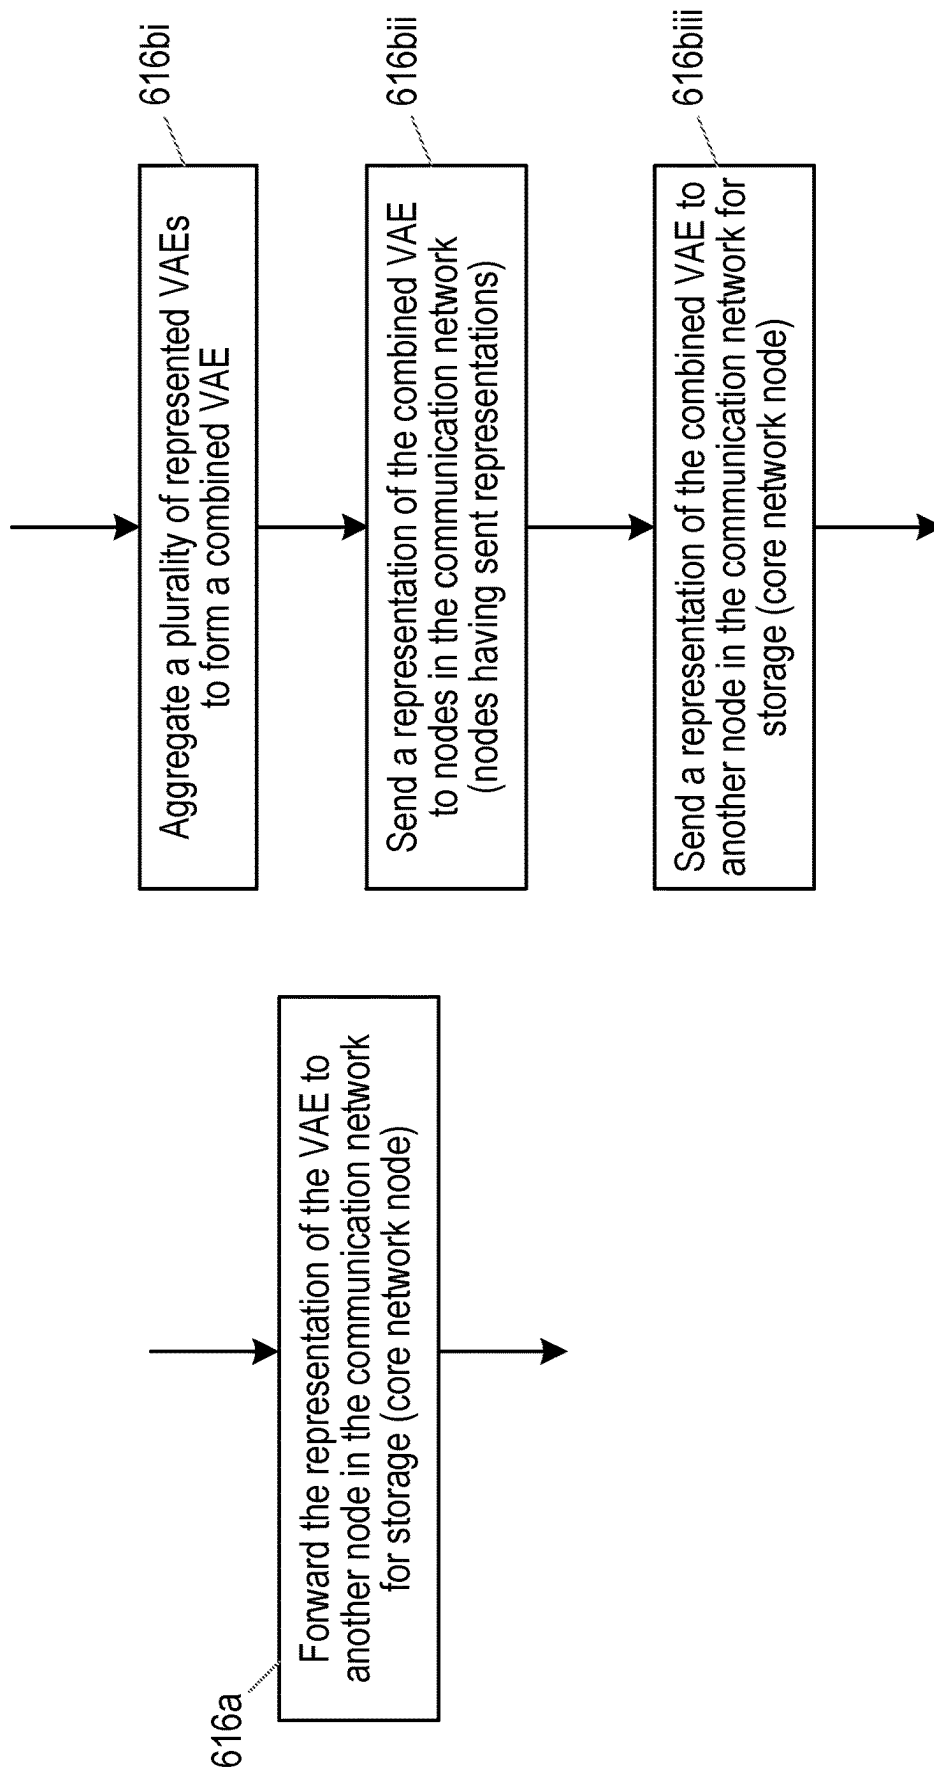 616a
Forward the representation of the VAE to
another node in the communication network
for storage (core network node)
616bi
Aggregate a plurality of represented VAEs
to form a combined VAE
616bii
Send a representation of the combined VAE
to nodes in the communication network
(nodes having sent representations)
616biii
Send a representation of the combined VAE to
another node in the communication network for
storage (core network node)